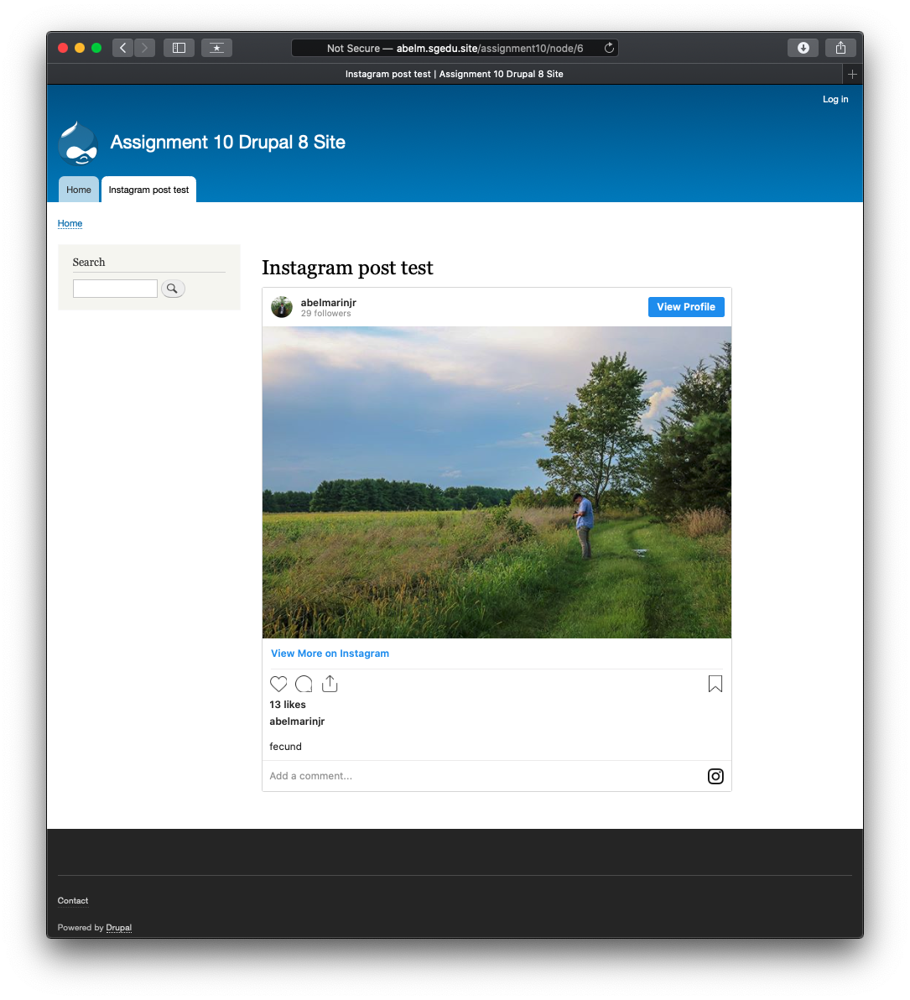 Not Secure — abelm.sgedu.site/assignment10/node/6
Instagram post test | Assignment 10 Drupal 8 Site
Log in
Assignment 10 Drupal 8 Site
Home
Instagram post test
Home
Search
Instagram post test
abelmarinjr
29 followers
View Profile
View More on Instagram
13 likes
abelmarinjr
fecund
Add a comment...
Contact
Powered by Drupal